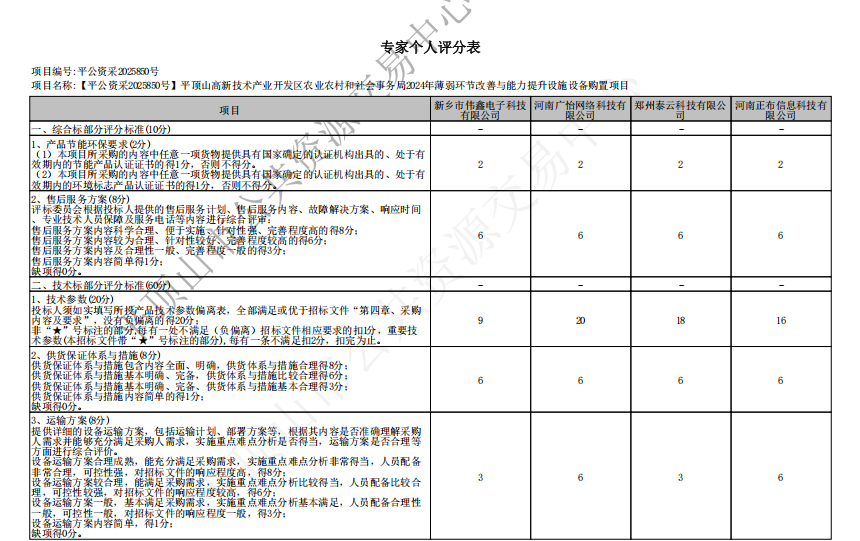 专家个人评分表
项目编号:平公资采2025850号
项目名称:【平公资采2025850号】平顶山高新技术产业开发区农业农村和社会事务局2024年薄弱环节改善与能力提升设施设备购置项目
项目 新乡市伟鑫电子科技有限公司 河南广怡网络科技有限公司 郑州泰云科技有限公司 河南正布信息科技有限公司
一、综合标部分评分标准(10分) - - - -
1、产品节能环保要求(2分)
(1)本项目所采购的内容中任意一项货物提供具有国家确定的认证机构出具的、处于有
效期内的节能产品认证证书的得1分,否则不得分。
(2)本项目所采购的内容中任意一项货物提供具有国家确定的认证机构出具的、处于有
效期内的环境标志产品认证证书的得1分,否则不得分。
2 2 2 2
2、售后服务方案(8分)
评标委员会根据投标人提供的售后服务计划、售后服务内容、故障解决方案、响应时间
、专业技术人员保障及服务电话等内容进行综合评审:
售后服务方案内容科学合理、便于实施、针对性强、完善程度高的得8分;
售后服务方案内容较为合理、针对性较好、完善程度较高的得6分;
售后服务方案内容及合理性一般、完善程度一般的得3分;
售后服务方案内容简单得1分;
缺项得0分。
6 6 6 6
二、技术标部分评分标准(60分) - - - -
1、技术参数(20分)
投标人须如实填写所投产品技术参数偏离表,全部满足或优于招标文件“第四章、采购
内容及要求”,没有负偏离的得20分;
非“★”号标注的部分,每有一处不满足(负偏离)招标文件相应要求的扣1分,重要技
术参数(本招标文件带“★”号标注的部分),每有一条不满足扣2分,扣完为止。
9 20 18 16
2、供货保证体系与措施(8分)
供货保证体系与措施包含内容全面、明确,供货体系与措施合理得8分;
供货保证体系与措施基本明确、完备,供货体系与措施比较合理得6分;
供货保证体系与措施基本明确、完备、供货体系与措施基本合理得3分;
供货保证体系与措施内容简单的得1分;
缺项得0分。
6 6 6 6
3、运输方案(8分)
提供详细的设备运输方案,包括运输计划、部署方案等,根据其内容是否准确理解采购
人需求并能够充分满足采购人需求,实施重点难点分析是否得当,运输方案是否合理等
方面进行综合评价。
设备运输方案合理成熟,能充分满足采购需求,实施重点难点分析非常得当,人员配备
非常合理,可控性强,对招标文件的响应程度高,得8分;
设备运输方案较合理,能满足采购需求,实施重点难点分析比较得当,人员配备比较合
理,可控性较强,对招标文件的响应程度较高,得6分;
设备运输方案一般,基本满足采购需求,实施重点难点分析基本满足,人员配备合理性
一般,可控性一般,对招标文件的响应程度一般,得3分;
设备运输方案内容简单,得1分;
缺项得0分。
3 6 3 6